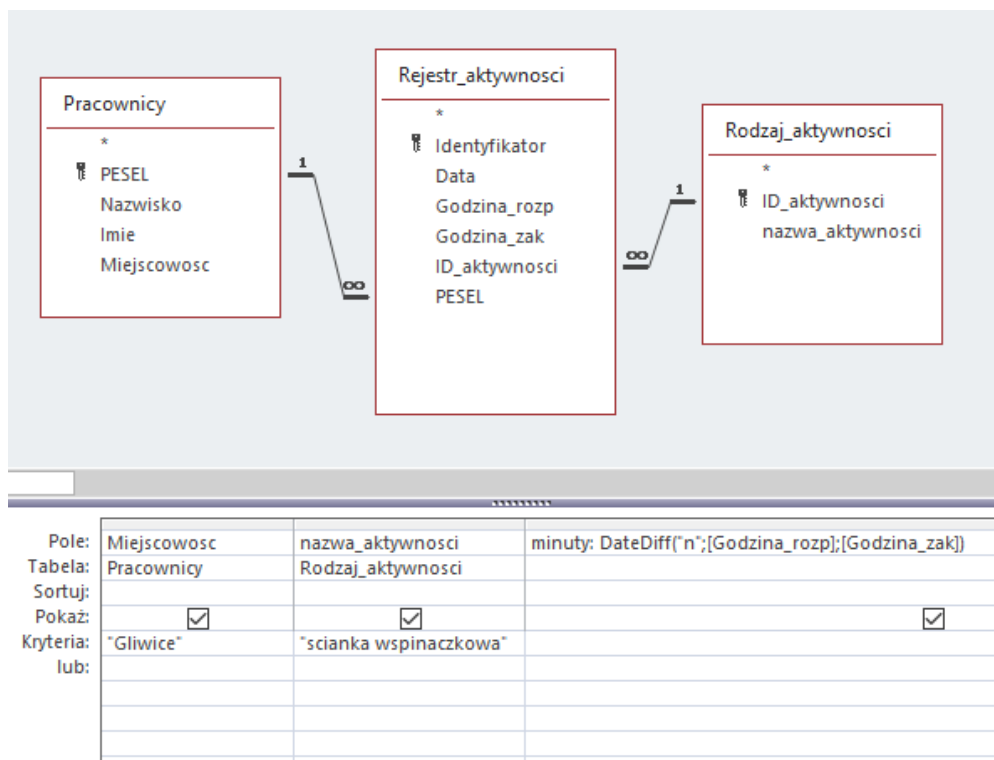 Pracownicy
*
PESEL
Nazwisko
Imie
Miejscowosc
1
∞
Rejestr_aktywnosci
*
Identyfikator
Data
Godzina_rozp
Godzina_zak
ID_aktywnosci
PESEL
∞
1
Rodzaj_aktywnosci
*
ID_aktywnosci
nazwa_aktywnosci
Pole: Miejscowosc nazwa_aktywnosci minuty: DateDiff("n";[Godzina_rozp];[Godzina_zak])
Tabela: Pracownicy Rodzaj_aktywnosci
Sortuj:
Pokaż:
Kryteria: "Gliwice" "scianka wspinaczkowa"
lub: